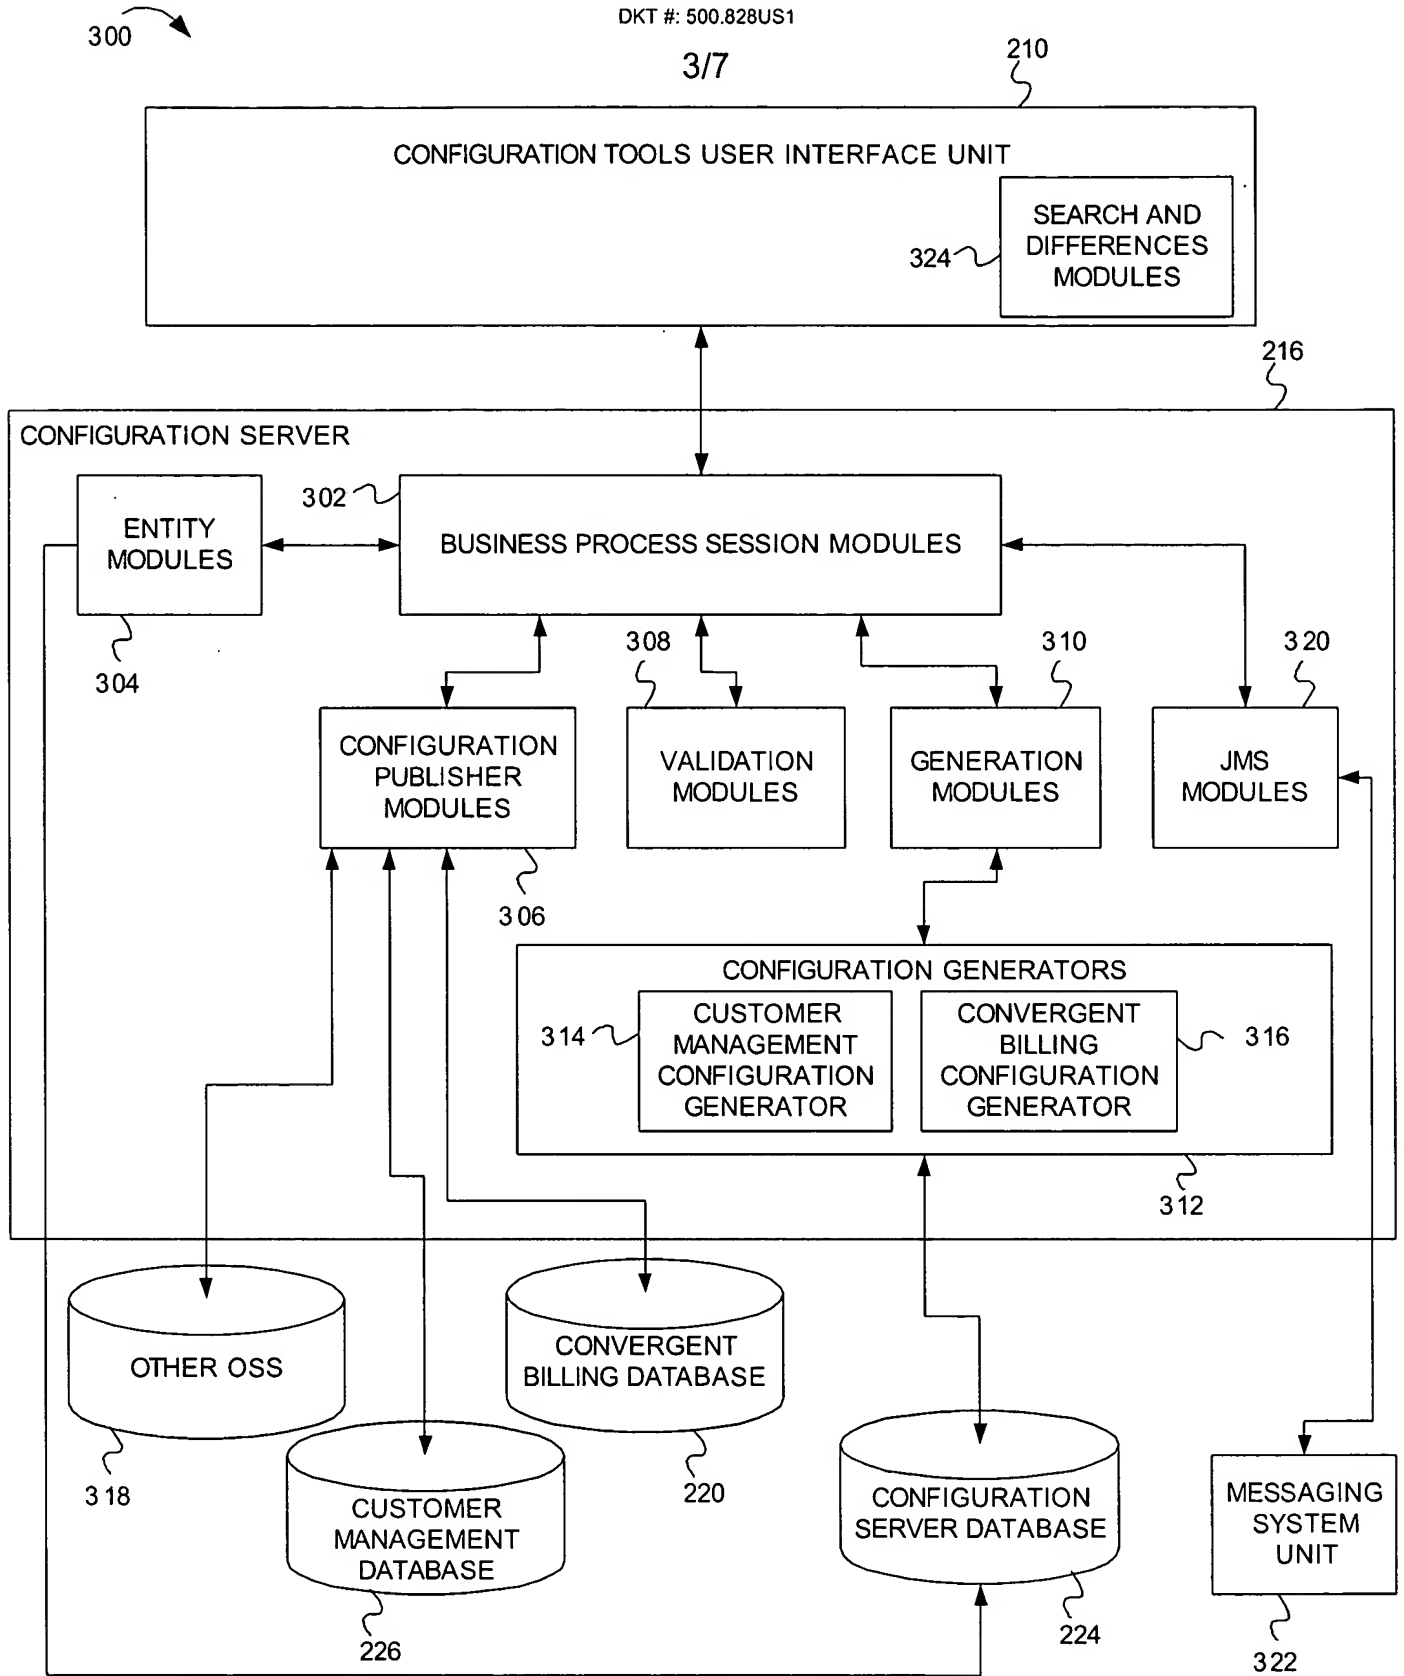 DKT #: 500.828US1
300
3/7
210
CONFIGURATION TOOLS USER INTERFACE UNIT
SEARCH AND
DIFFERENCES
MODULES
324
216
CONFIGURATION SERVER
302
ENTITY
MODULES
BUSINESS PROCESS SESSION MODULES
304
308
310
320
CONFIGURATION
PUBLISHER
MODULES
VALIDATION
MODULES
GENERATION
MODULES
JMS
MODULES
306
CONFIGURATION GENERATORS
314
CUSTOMER
MANAGEMENT
CONFIGURATION
GENERATOR
CONVERGENT
BILLING
CONFIGURATION
GENERATOR
316
312
OTHER OSS
CONVERGENT
BILLING DATABASE
318
220
CUSTOMER
MANAGEMENT
DATABASE
CONFIGURATION
SERVER DATABASE
MESSAGING
SYSTEM
UNIT
226
224
322